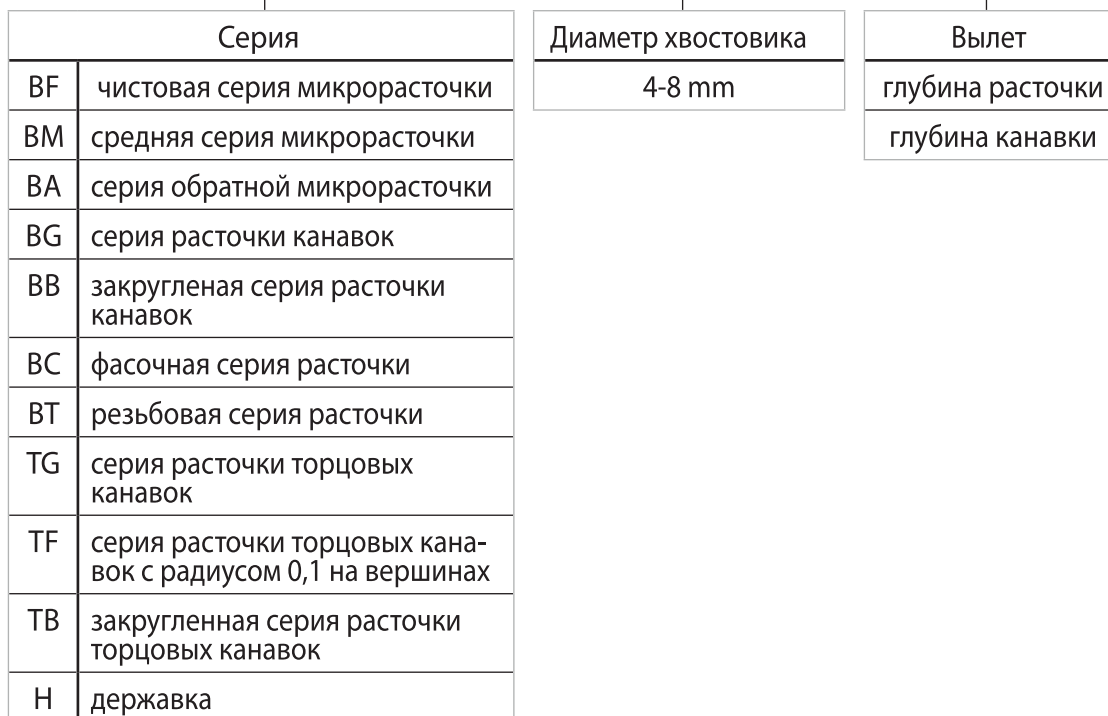 Серия
BF чистовая серия микрорасточки
BM средняя серия микрорасточки
BA серия обратной микрорасточки
BG серия расточки канавок
BB закругленая серия расточки
канавок
BC фасочная серия расточки
BT резьбовая серия расточки
TG серия расточки торцовых
канавок
TF серия расточки торцовых кана-
вок с радиусом 0,1 на вершинах
TB закругленная серия расточки
торцовых канавок
H державка
Диаметр хвостовика
4-8 mm
Вылет
глубина расточки
глубина канавки